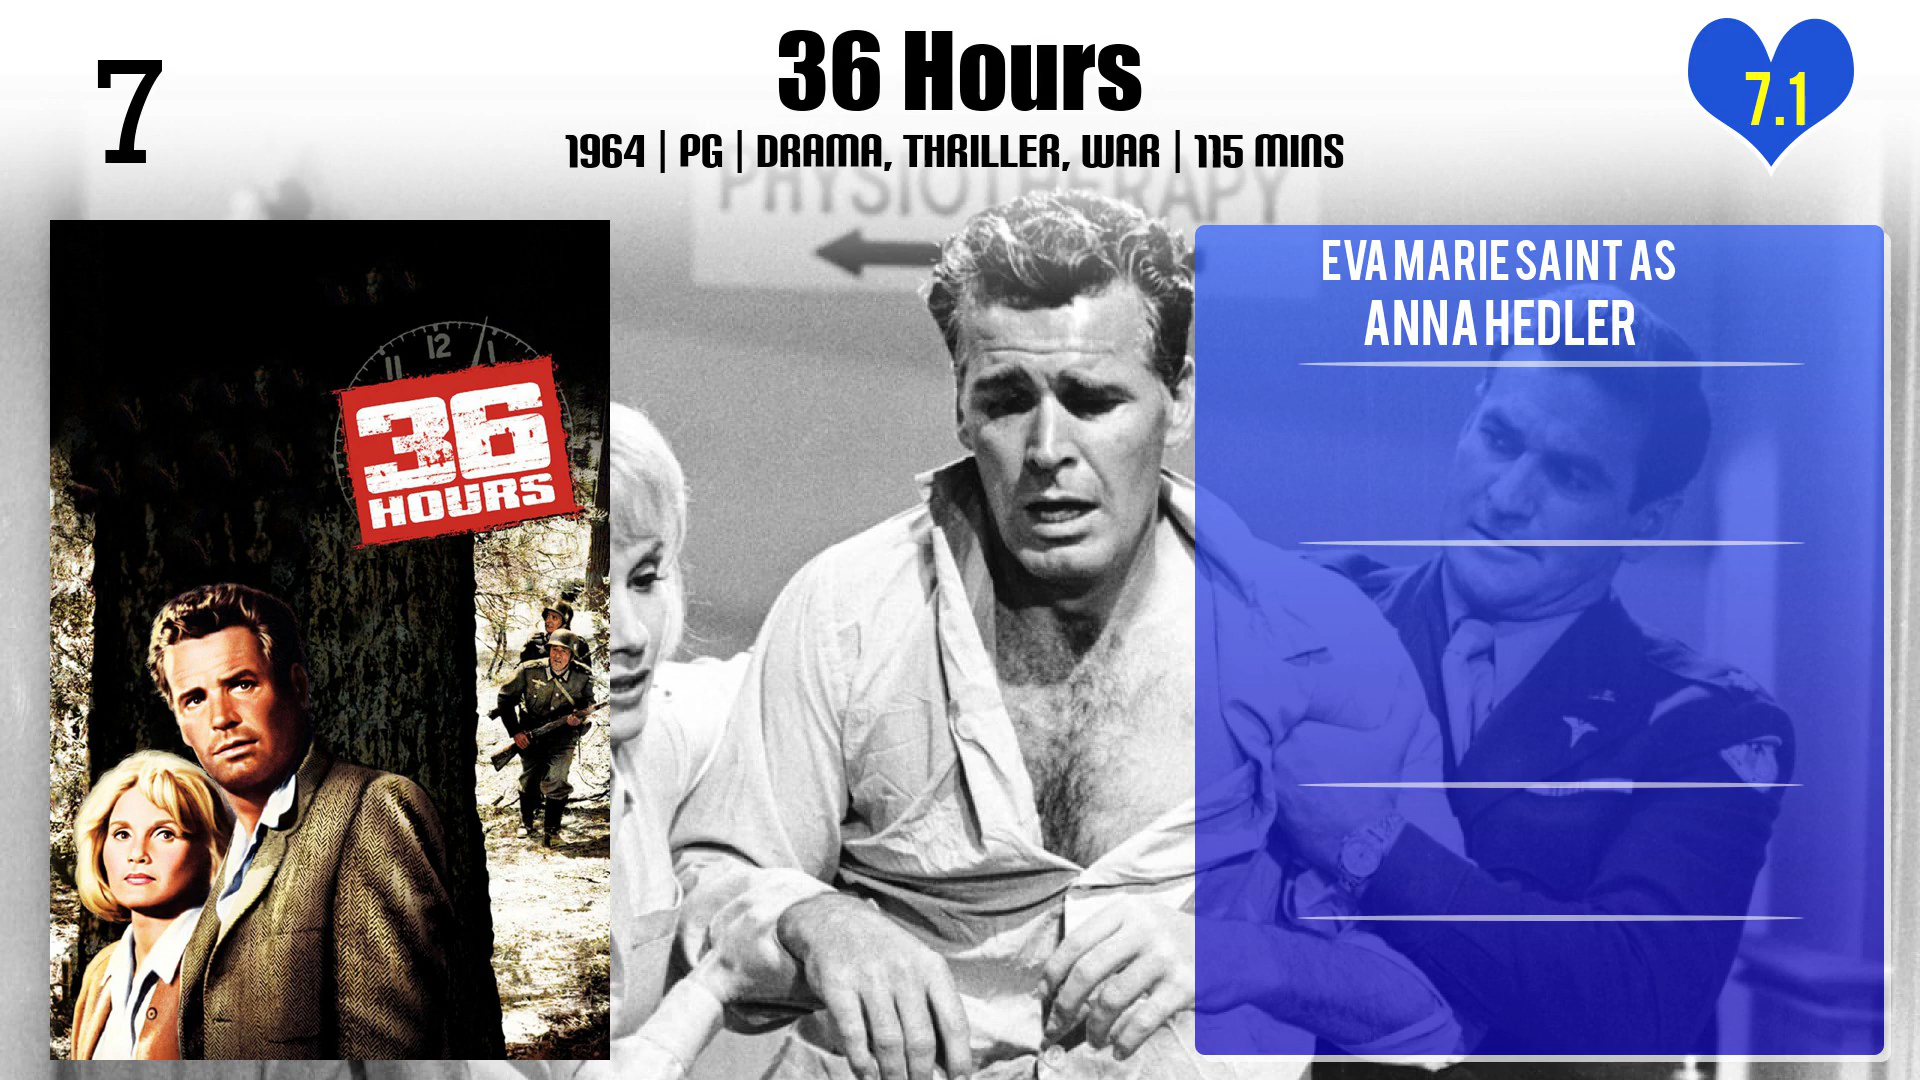 7
36 Hours
1964 | PG | DRAMA, THRILLER, WAR | 115 MINS
7.1
PHYSIOTHERAPY
EVA MARIE SAINT AS
ANNA HEDLER
11 12 1
36
HOURS